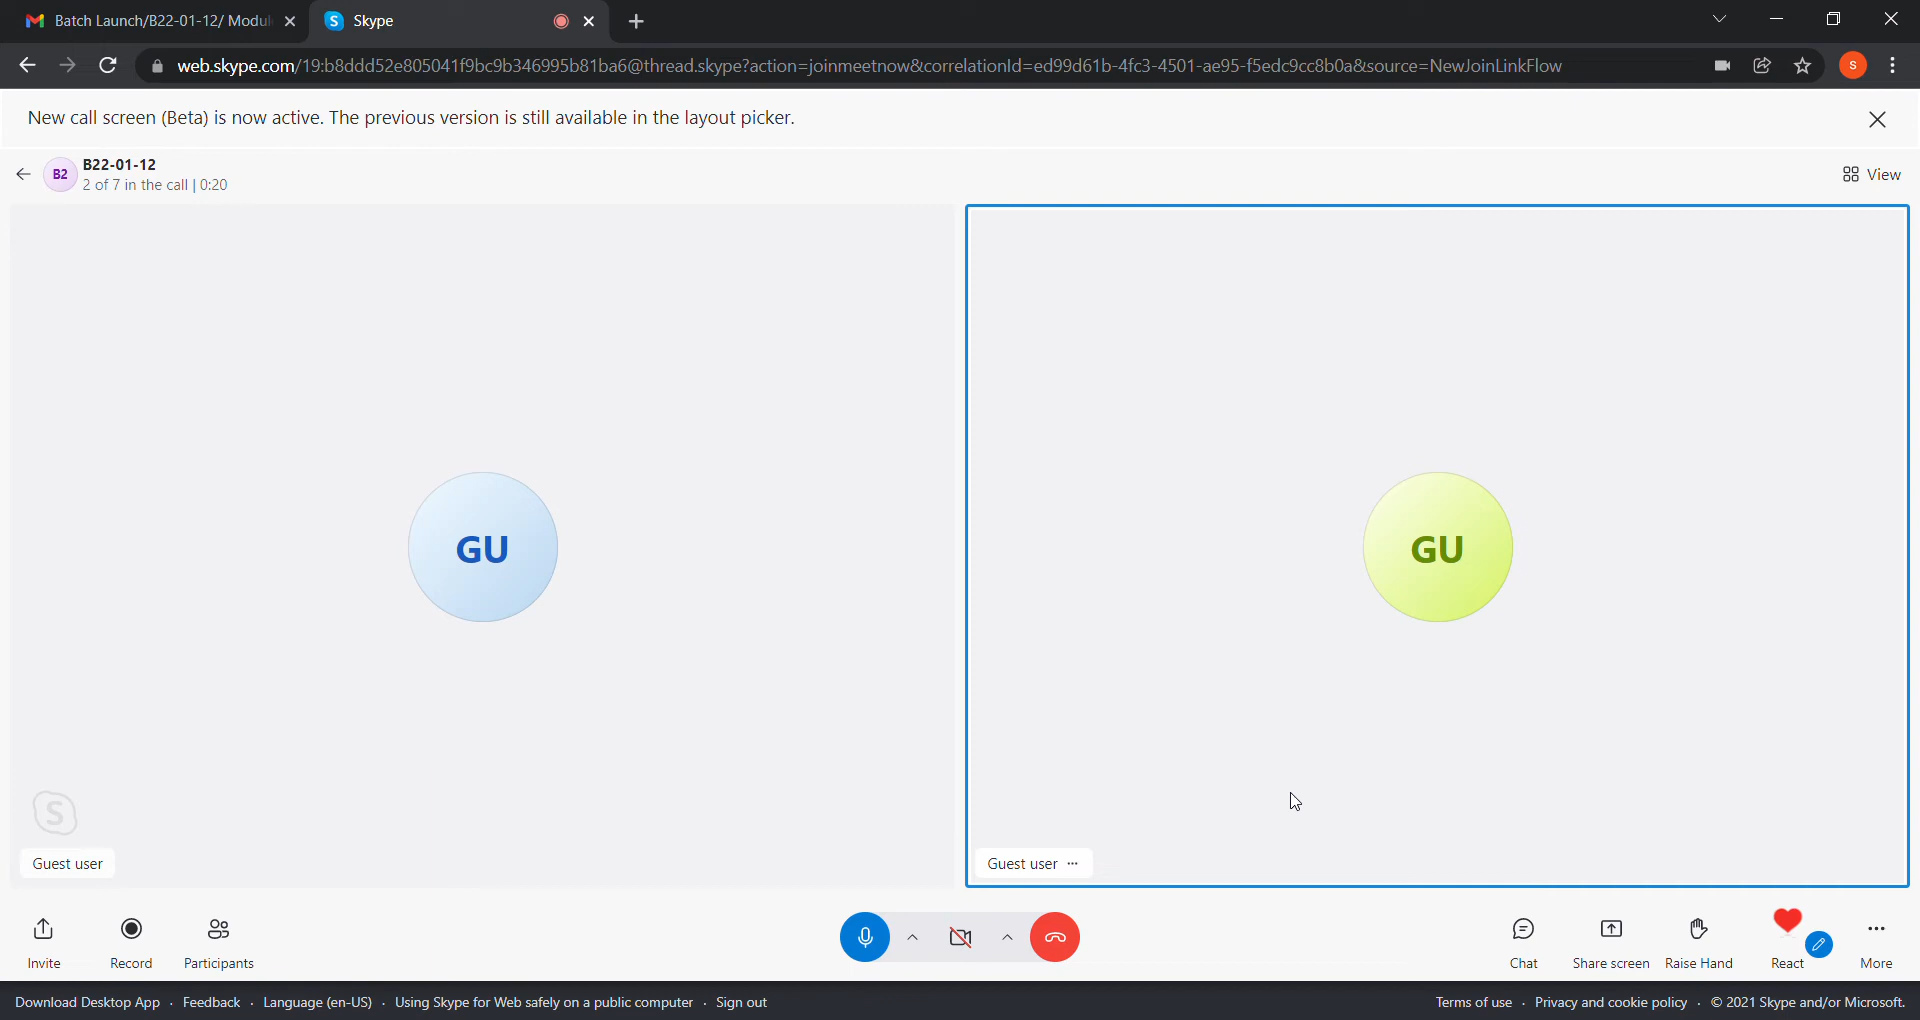 Batch Launch/B22-01-12/ Modul
Skype
web.skype.com/19:b8ddd52e805041f9bc9b346995b81ba6@thread.skype?action=joinmeetnow&correlationId=ed99d61b-4fc3-4501-ae95-f5edc9cc8b0a&source=NewJoinLinkFlow
S
New call screen (Beta) is now active. The previous version is still available in the layout picker.
B2
B22-01-12
2 of 7 in the call | 0:20
View
GU
GU
Guest user
Guest user
Invite
Record
Participants
Chat
Share screen
Raise Hand
React
More
Download Desktop App · Feedback · Language (en-US) · Using Skype for Web safely on a public computer · Sign out
Terms of use · Privacy and cookie policy · © 2021 Skype and/or Microsoft.